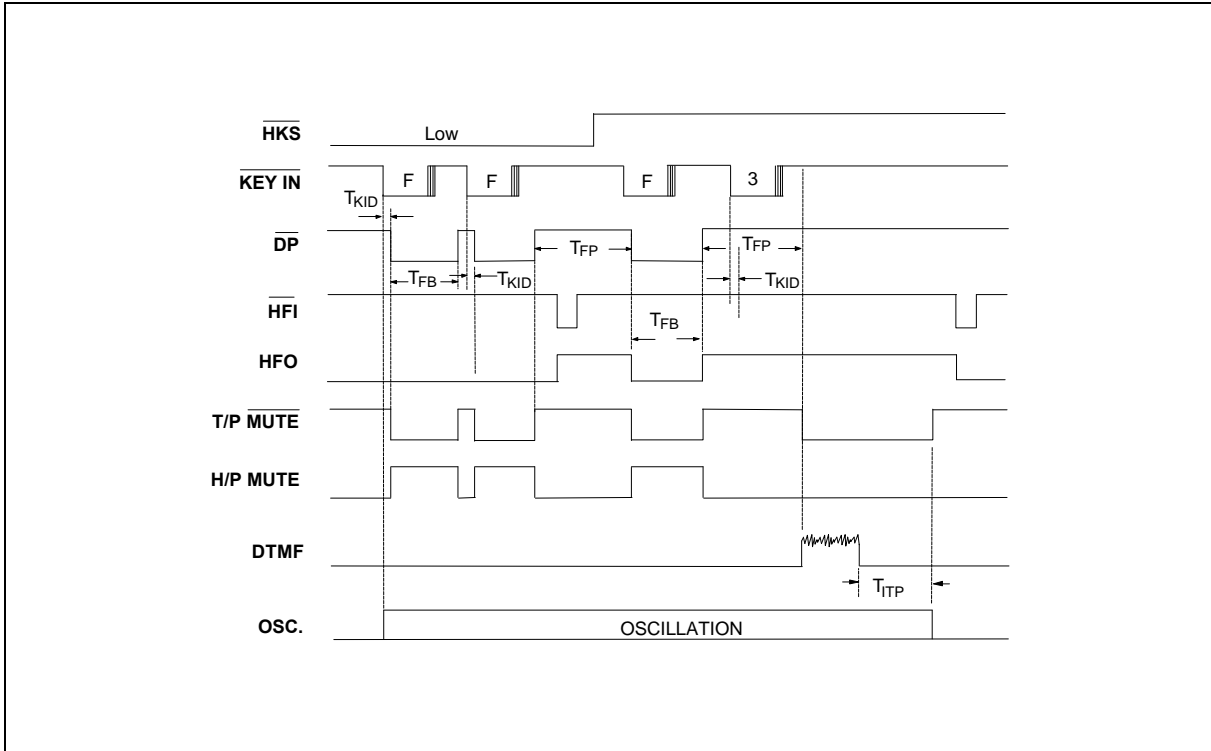 HKS
Low
KEY IN
F
F
F
3
TKID
DP
TFP
TFP
TFB
TKID
TKID
HFI
TFB
HFO
T/P MUTE
H/P MUTE
DTMF
TITP
OSC.
OSCILLATION